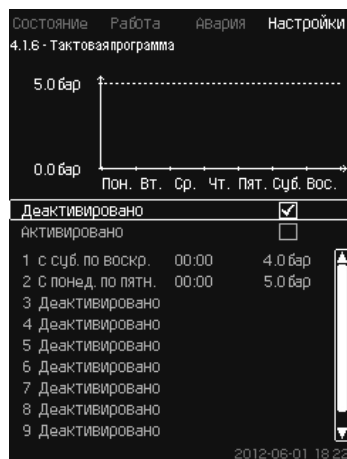 Состояние Работа Авария Настройки
4.1.6 - Тактовая программа
5.0 бар
0.0 бар
Пон. Вт. Ср. Чт. Пят. Суб. Вос.
Деактивировано
Активировано
1 с суб. по воскр. 00:00 4.0 бар
2 С понед. по пятн. 00:00 5.0 бар
3 Деактивировано
4 Деактивировано
5 Деактивировано
6 Деактивировано
7 Деактивировано
8 Деактивировано
9 Деактивировано
2012-06-01 18:22